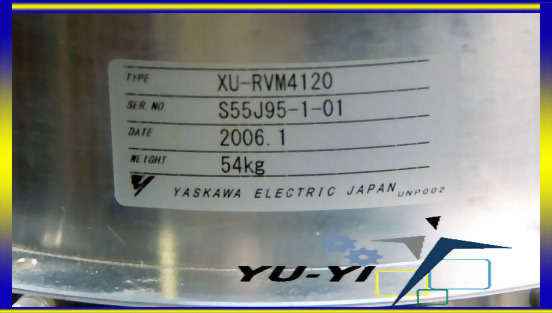 TYPE XU-RVM4120
SER.NO S55J95-1-01
DATE 2006.1
WEIGHT 54kg
YASKAWA ELECTRIC JAPAN UNP002
YU-YI